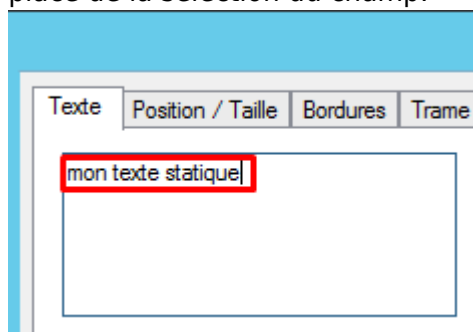 place de la sélection du champ.
Texte Position / Taille Bordures Trame
mon texte statique